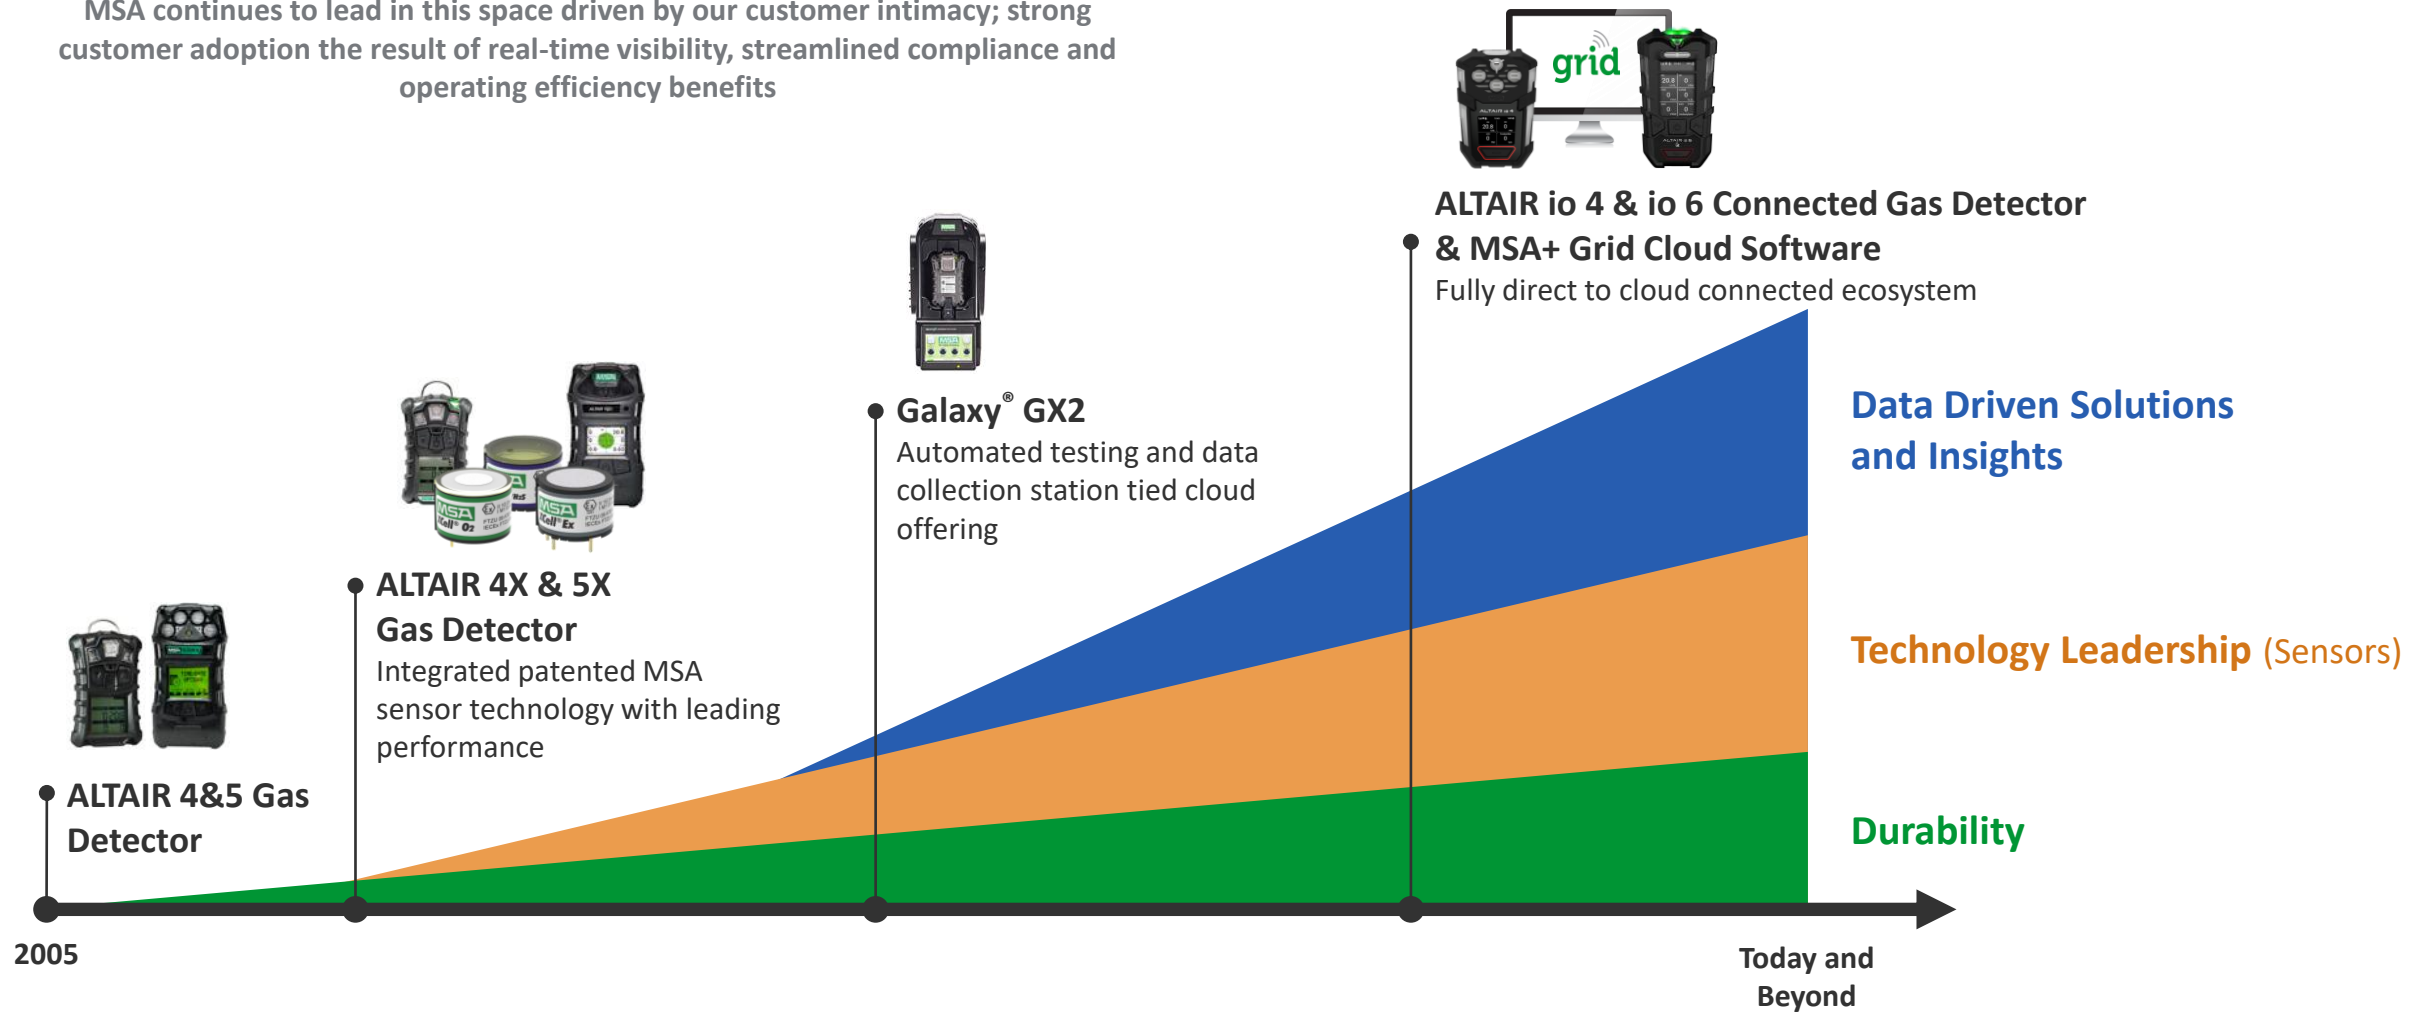 MSA continues to lead in this space driven by our customer intimacy; strong
customer adoption the result of real-time visibility, streamlined compliance and
operating efficiency benefits
grid
ALTAIR io 4 & io 6 Connected Gas Detector
& MSA+ Grid Cloud Software
Fully direct to cloud connected ecosystem
Galaxy® GX2
Automated testing and data
collection station tied cloud
offering
Data Driven Solutions
and Insights
MSA
MSA
ALTAIR 4X & 5X
Gas Detector
Integrated patented MSA
sensor technology with leading
performance
Technology Leadership (Sensors)
ALTAIR 4&5 Gas
Detector
Durability
2005
Today and
Beyond